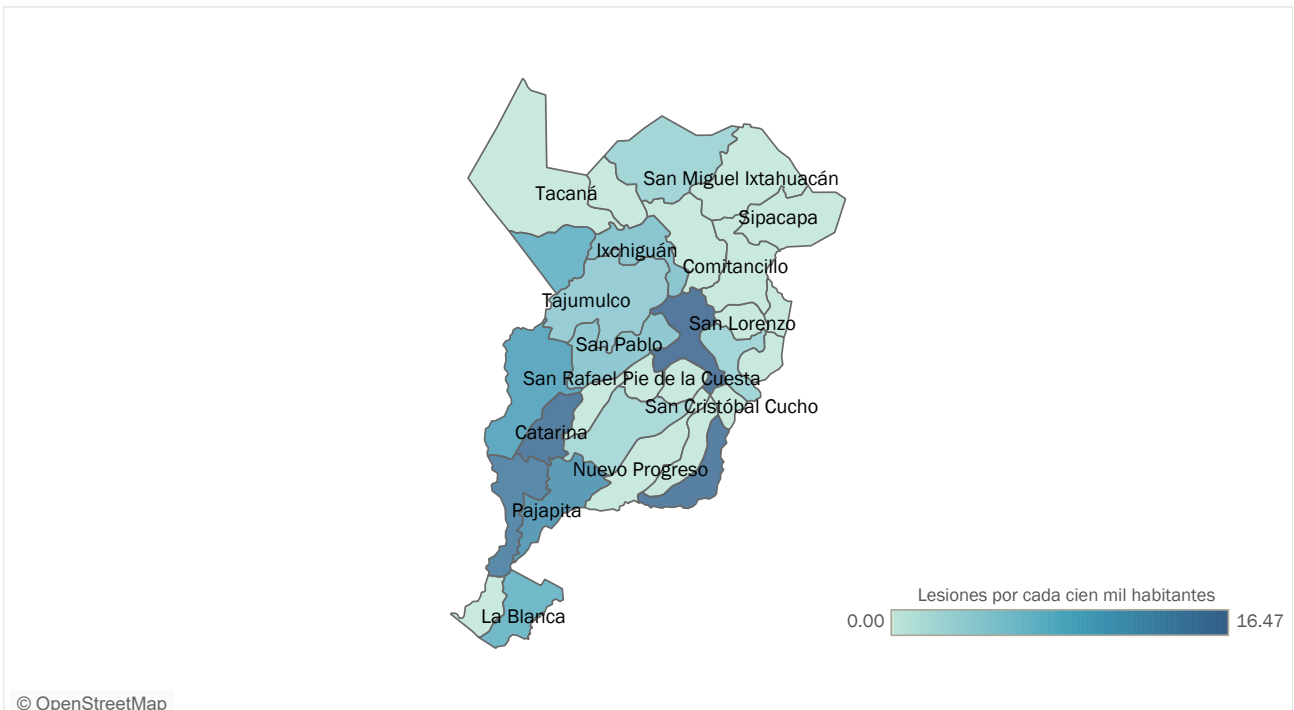 San Miguel Ixtahuacán
Tacaná
Sipacapa
Ixchiguán
Comitancillo
Tajumulco
San Lorenzo
San Pablo
San Rafael Pie de la Cuesta
San Cristóbal Cucho
Catarina
Nuevo Progreso
Pajapita
La Blanca
Lesiones por cada cien mil habitantes
0.00
16.47
© OpenStreetMap